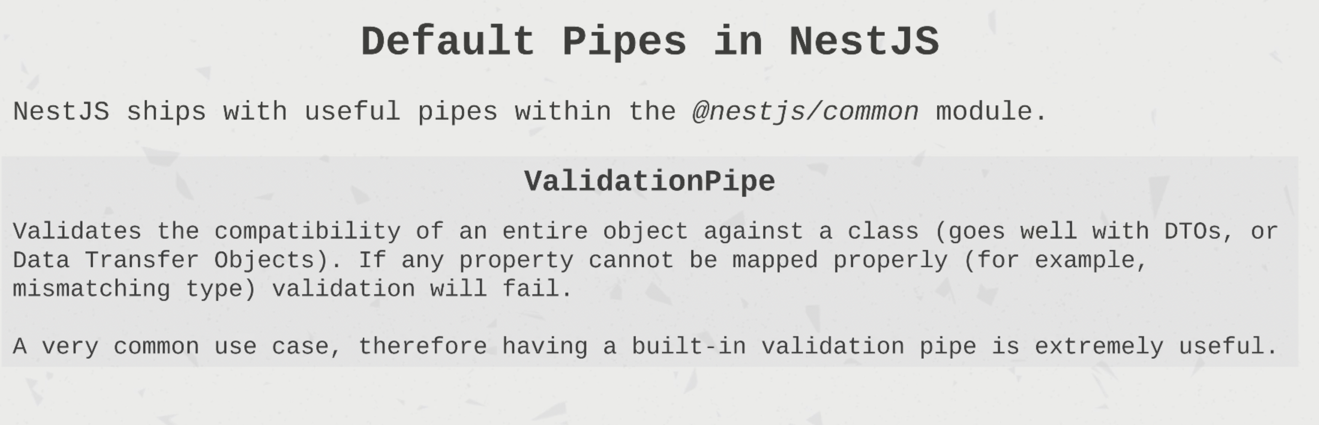 Default Pipes in NestJS
NestJS ships with useful pipes within the @nestjs/common module.
ValidationPipe
Validates the compatibility of an entire object against a class (goes well with DTOs, or
Data Transfer Objects). If any property cannot be mapped properly (for example,
mismatching type) validation will fail.
A very common use case, therefore having a built-in validation pipe is extremely useful.